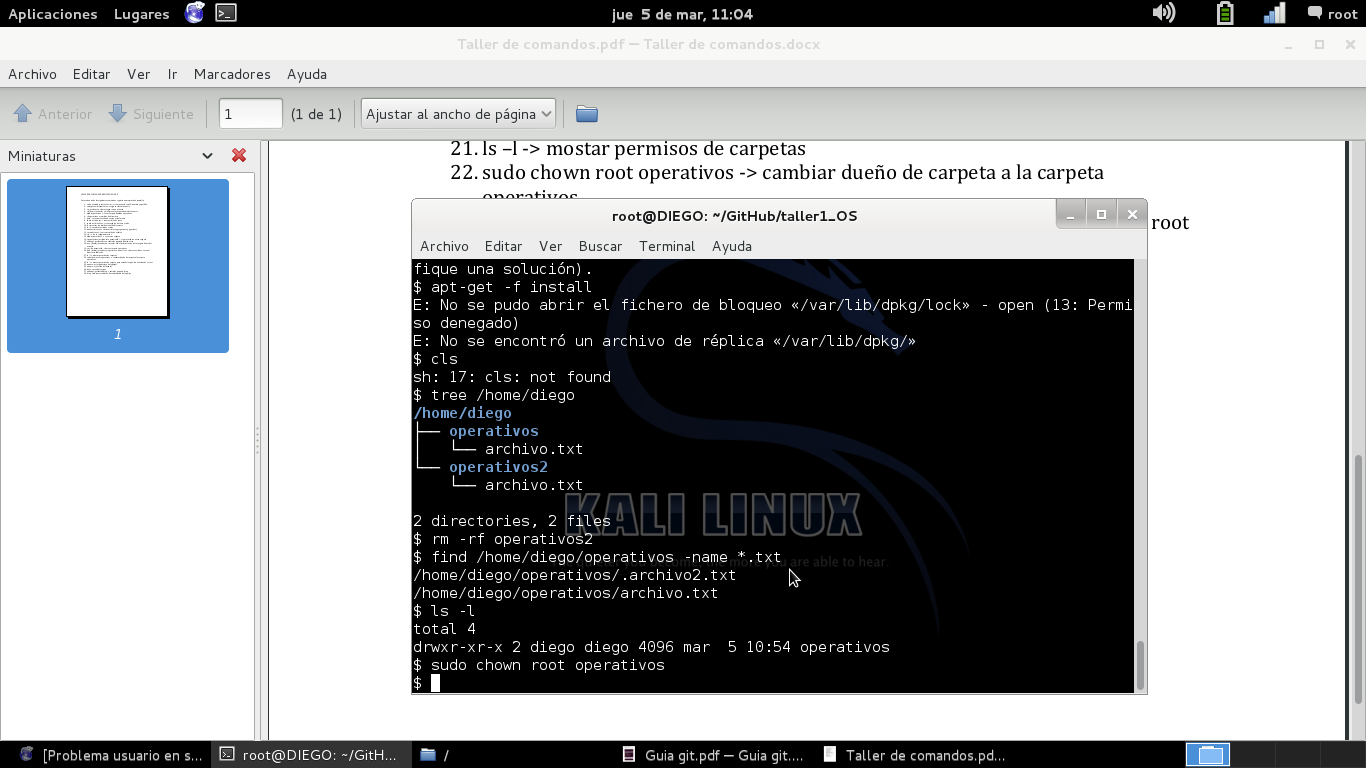 Aplicaciones Lugares jue 5 de mar, 11:04 root
Taller de comandos.pdf — Taller de comandos.docx
Archivo Editar Ver Ir Marcadores Ayuda
Anterior Siguiente 1 (1 de 1) Ajustar al ancho de página
Miniaturas
1
21. ls –l -> mostar permisos de carpetas
22. sudo chown root operativos -> cambiar dueño de carpeta a la carpeta
operativos
root
root@DIEGO: ~/GitHub/taller1_OS
Archivo Editar Ver Buscar Terminal Ayuda
fique una solución).
$ apt-get -f install
E: No se pudo abrir el fichero de bloqueo «/var/lib/dpkg/lock» - open (13: Permi
so denegado)
E: No se encontró un archivo de réplica «/var/lib/dpkg/»
$ cls
sh: 17: cls: not found
$ tree /home/diego
/home/diego
├── operativos
│   └── archivo.txt
└── operativos2
    └── archivo.txt
KALI LINUX
2 directories, 2 files
$ rm -rf operativos2
$ find /home/diego/operativos -name *.txt
you are able to hear.
/home/diego/operativos/.archivo2.txt
/home/diego/operativos/archivo.txt
$ ls -l
total 4
drwxr-xr-x 2 diego diego 4096 mar  5 10:54 operativos
$ sudo chown root operativos
$
[Problema usuario en s... root@DIEGO: ~/GitH... / Guia git.pdf — Guia git.... Taller de comandos.pd...